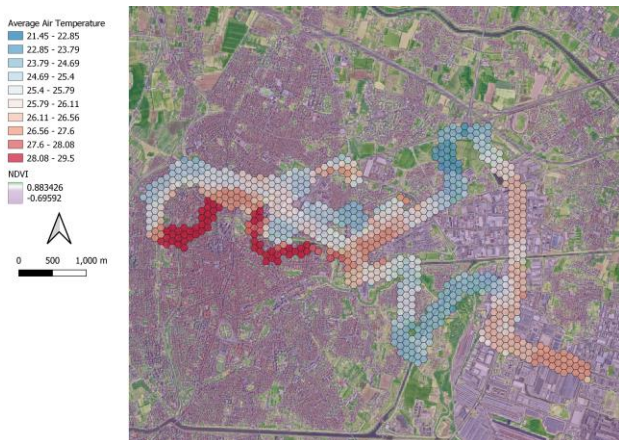 Average Air Temperature
21.45 - 22.85
22.85 - 23.79
23.79 - 24.69
24.69 - 25.4
25.4 - 25.79
25.79 - 26.11
26.11 - 26.56
26.56 - 27.6
27.6 - 28.08
28.08 - 29.5
NDVI
0.883426
-0.69592
0 500 1,000 m